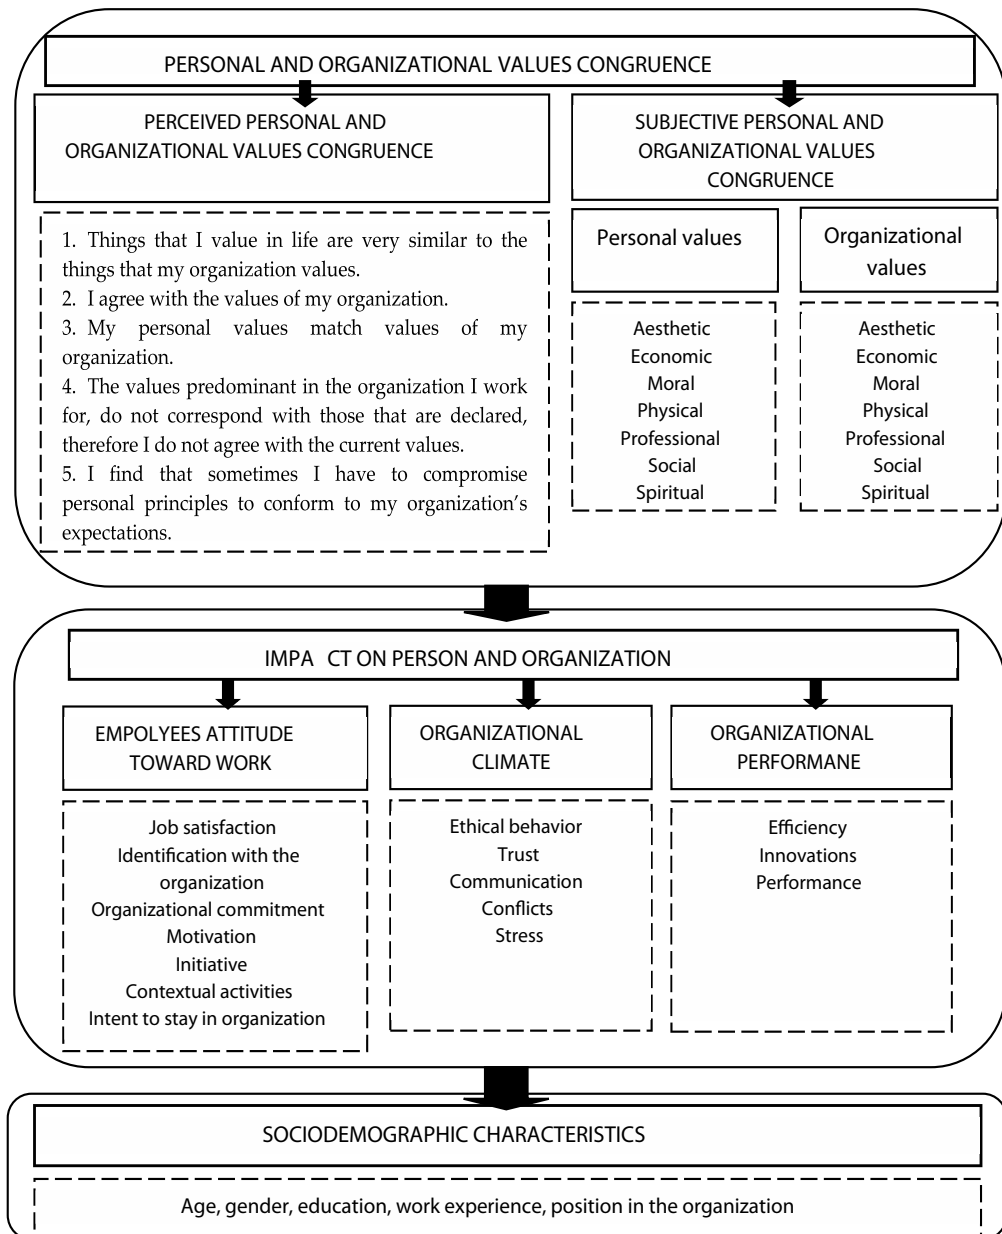 PERSONAL AND ORGANIZATIONAL VALUES CONGRUENCE
PERCEIVED PERSONAL AND
ORGANIZATIONAL VALUES CONGRUENCE
1. Things that I value in life are very similar to the
things that my organization values.
2. I agree with the values of my organization.
3. My personal values match values of my
organization.
4. The values predominant in the organization I work
for, do not correspond with those that are declared,
therefore I do not agree with the current values.
5. I find that sometimes I have to compromise
personal principles to conform to my organization's
expectations.
SUBJECTIVE PERSONAL AND
ORGANIZATIONAL VALUES
CONGRUENCE
Personal values
Aesthetic
Economic
Moral
Physical
Professional
Social
Spiritual
Organizational
values
Aesthetic
Economic
Moral
Physical
Professional
Social
Spiritual
IMPA CT ON PERSON AND ORGANIZATION
EMPOLYEES ATTITUDE
TOWARD WORK
Job satisfaction
Identification with the
organization
Organizational commitment
Motivation
Initiative
Contextual activities
Intent to stay in organization
ORGANIZATIONAL
CLIMATE
Ethical behavior
Trust
Communication
Conflicts
Stress
ORGANIZATIONAL
PERFORMANE
Efficiency
Innovations
Performance
SOCIODEMOGRAPHIC CHARACTERISTICS
Age, gender, education, work experience, position in the organization